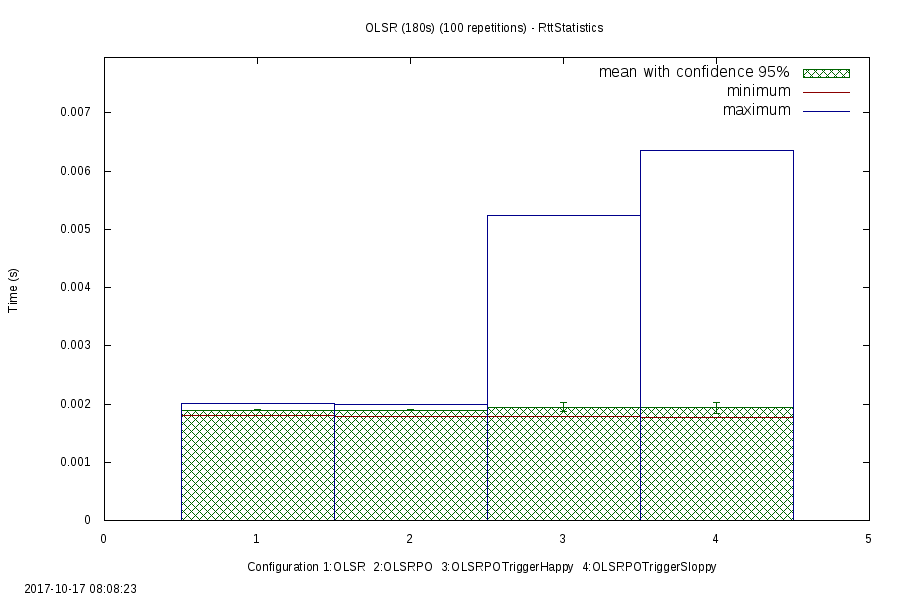 OLSR (180s) (100 repetitions) - RttStatistics
mean with confidence 95%
minimum
maximum
0.007
0.006
0.005
0.004
0.003
0.002
0.001
0
Time (s)
0 1 2 3 4 5
Configuration 1:OLSR 2:OLSRPO 3:OLSRPOTriggerHappy 4:OLSRPOTriggerSloppy
2017-10-17 08:08:23